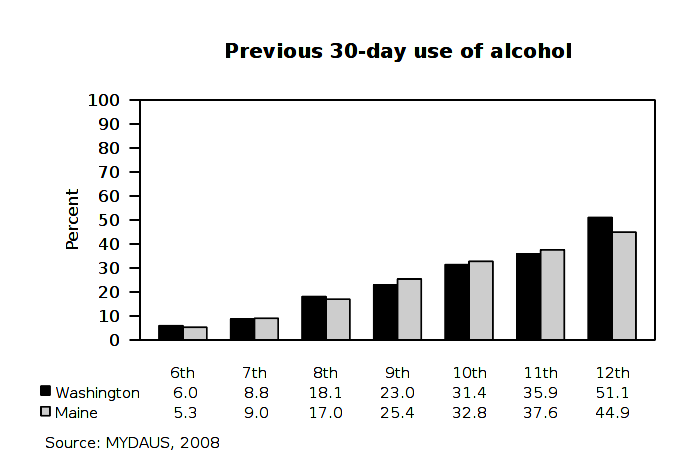 Previous 30-day use of alcohol
Percent
100
90
80
70
60
50
40
30
20
10
0
6th 7th 8th 9th 10th 11th 12th
Washington 6.0 8.8 18.1 23.0 31.4 35.9 51.1
Maine 5.3 9.0 17.0 25.4 32.8 37.6 44.9
Source: MYDAUS, 2008